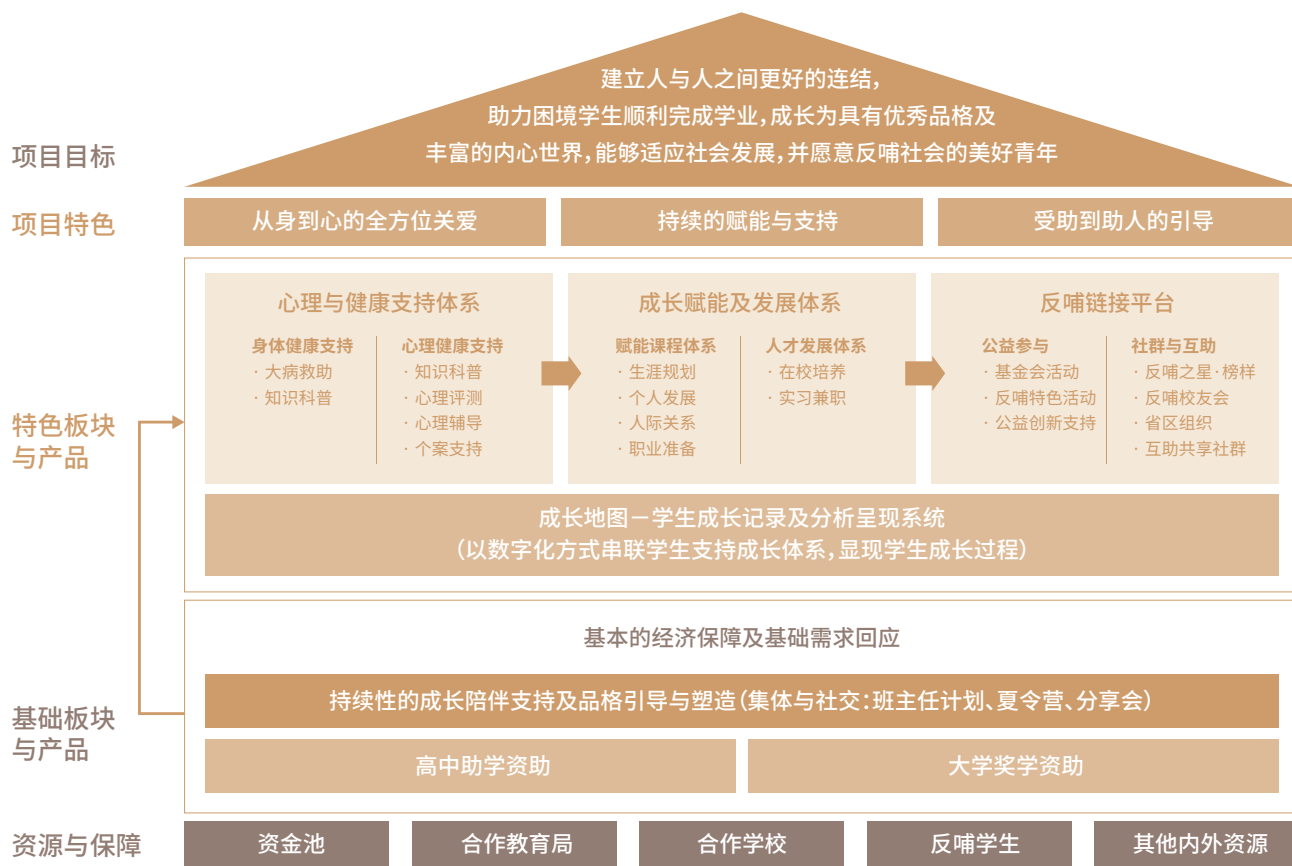 建立人与人之间更好的连结,
助力困境学生顺利完成学业,成长为具有优秀品格及
丰富的内心世界,能够适应社会发展,并愿意反哺社会的美好青年
项目目标
项目特色
从身到心的全方位关爱
持续的赋能与支持
受助到助人的引导
特色板块
与产品
心理与健康支持体系
身体健康支持
· 大病救助
· 知识科普
心理健康支持
· 知识科普
· 心理评测
· 心理辅导
· 个案支持
成长赋能及发展体系
赋能课程体系
· 生涯规划
· 个人发展
· 人际关系
· 职业准备
人才发展体系
· 在校培养
· 实习兼职
反哺链接平台
公益参与
· 基金会活动
· 反哺特色活动
· 公益创新支持
社群与互助
· 反哺之星·榜样
· 反哺校友会
· 省区组织
· 互助共享社群
成长地图－学生成长记录及分析呈现系统
(以数字化方式串联学生支持成长体系,显现学生成长过程)
基础板块
与产品
基本的经济保障及基础需求回应
持续性的成长陪伴支持及品格引导与塑造(集体与社交:班主任计划、夏令营、分享会)
高中助学资助
大学奖学资助
资源与保障
资金池
合作教育局
合作学校
反哺学生
其他内外资源